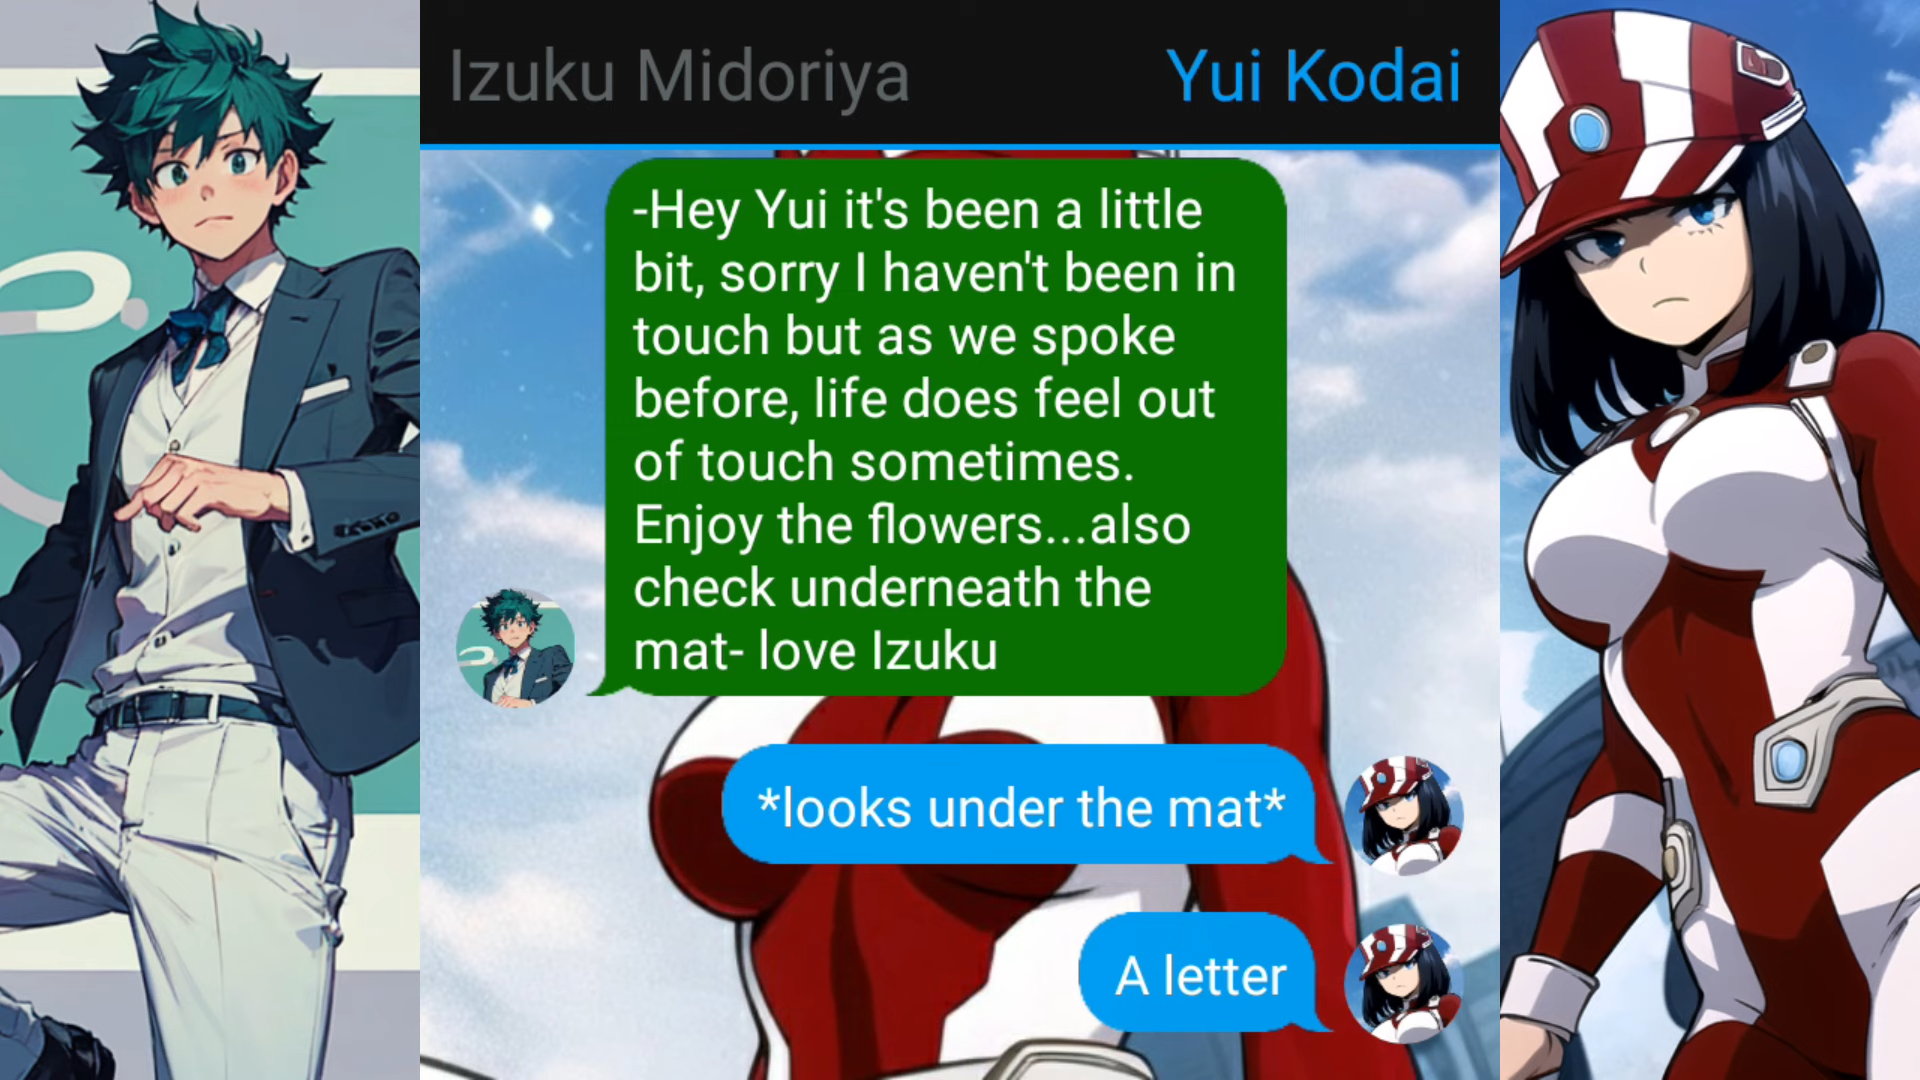 Izuku Midoriya
Yui Kodai
-Hey Yui it's been a little
bit, sorry I haven't been in
touch but as we spoke
before, life does feel out
of touch sometimes.
Enjoy the flowers...also
check underneath the
mat- love Izuku
*looks under the mat*
A letter